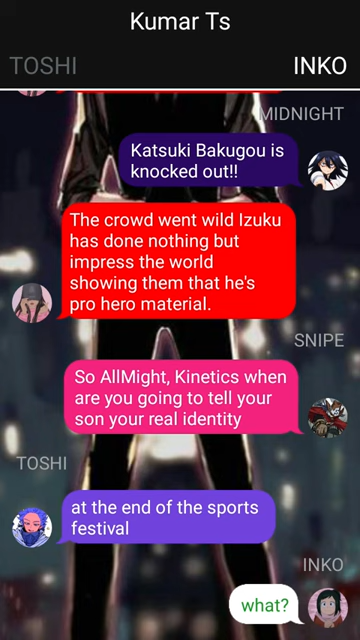 Kumar Ts
TOSHI
INKO
MIDNIGHT
Katsuki Bakugou is
knocked out!!
The crowd went wild Izuku
has done nothing but
impress the world
showing them that he's
pro hero material.
SNIPE
So AllMight, Kinetics when
are you going to tell your
son your real identity
TOSHI
at the end of the sports
festival
INKO
what?